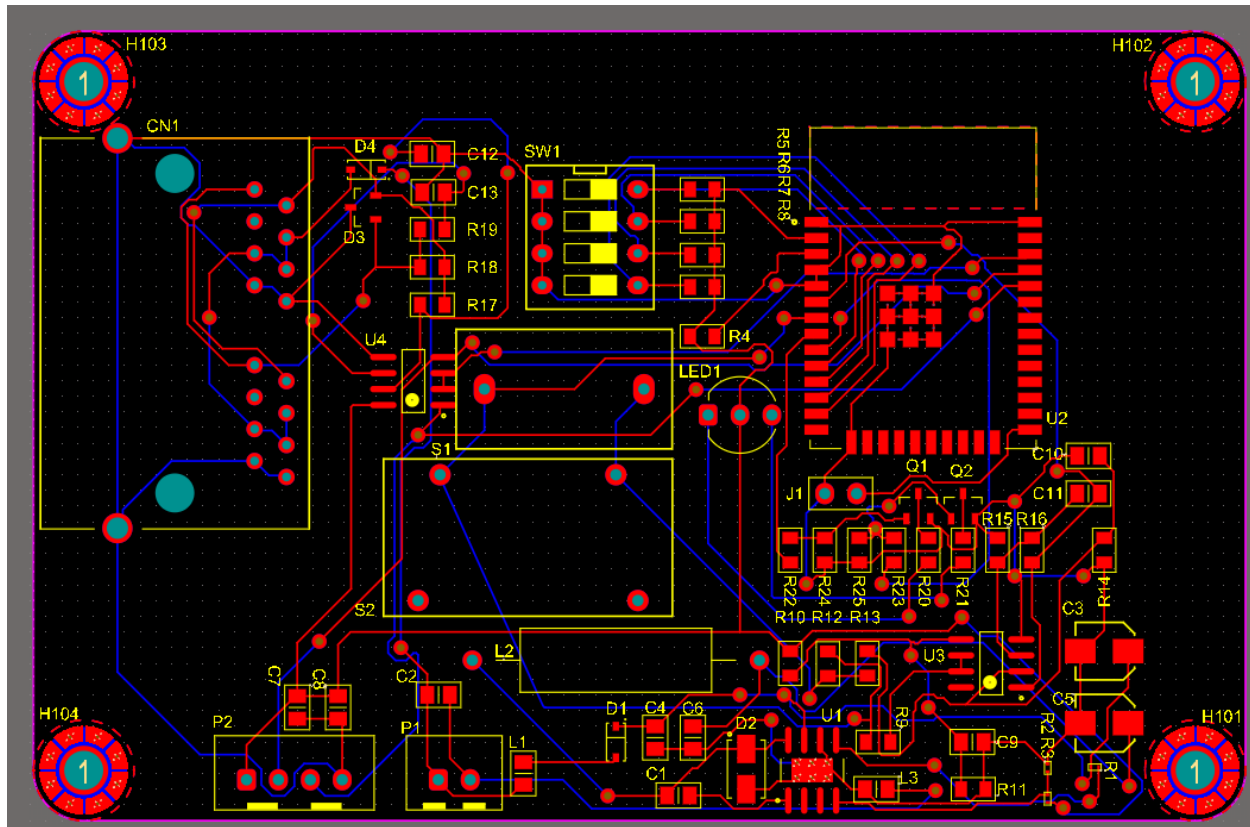 H103
H102
1
1
CN1
D4
C12
SW1
R5
R6
R7
R8
C13
D3
R19
R18
R17
U4
R4
LED1
U2
S1
C10
Q1
Q2
J1
C11
R15
R16
R22
R24
R25
R23
R20
R21
R14
S2
R10
R12
R13
C3
L2
U3
C7
C8
C2
C5
H104
P2
P1
D1
C4
C6
D2
U1
R9
C9
R2
R3
H101
L1
C1
L3
R11
R1
1
1